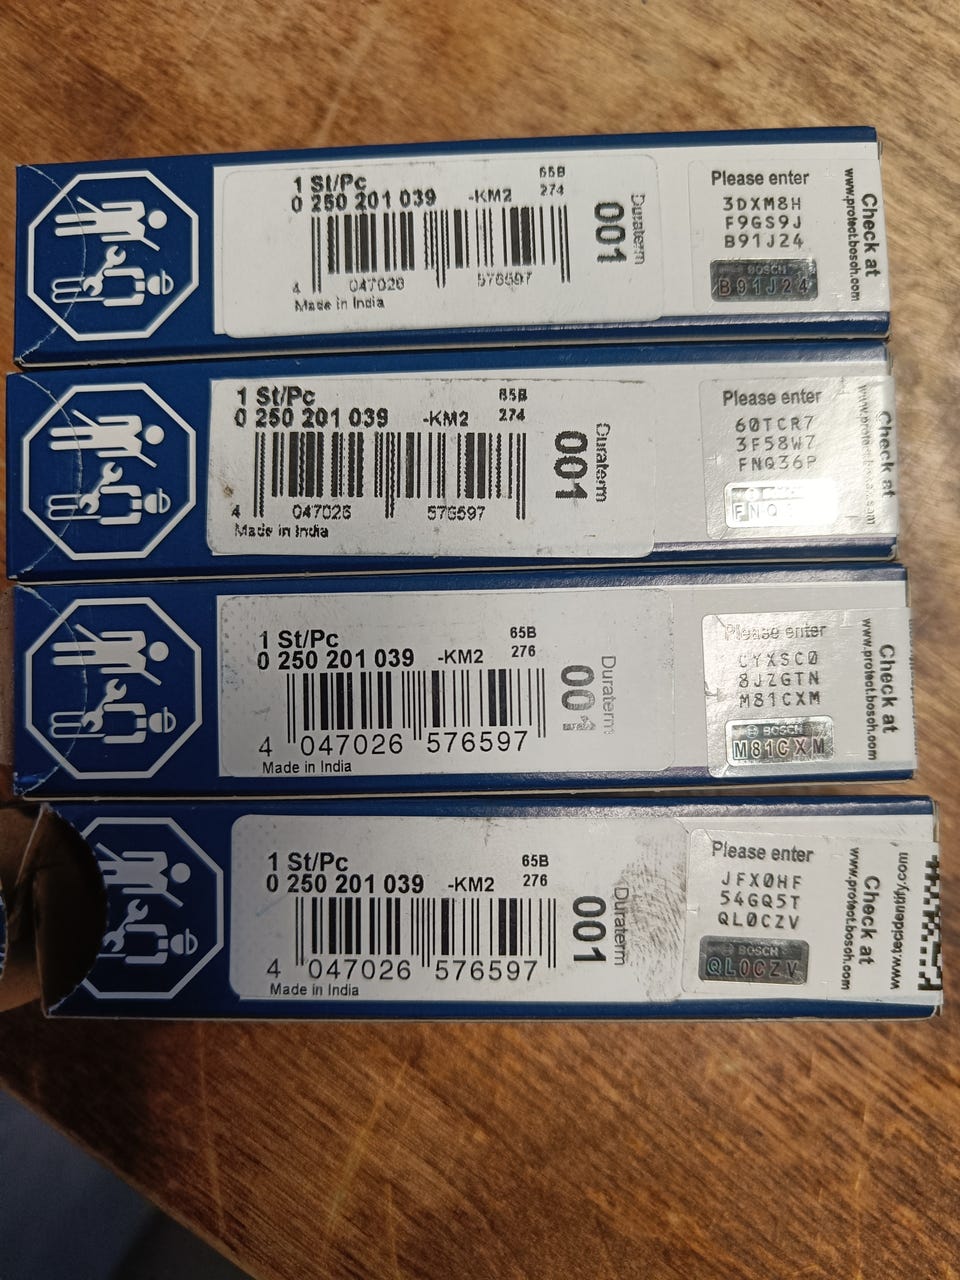 1 St/Pc
0 250 201 039 -KM2
65B
274
4 047026 576597
Made in India
001
Duraterm
Please enter
3DXM8H
F9GS9J
B91J24
BOSCH
B91J24
Check at
www.protect.bosch.com
1 St/Pc
0 250 201 039 -KM2
65B
274
4 047026 576597
Made in India
001
Duraterm
Please enter
60TCR7
3F58W7
FNQ36P
FNQ
Check at
1 St/Pc
0 250 201 039 -KM2
65B
276
4 047026 576597
Made in India
001
Duraterm
Please enter
CYXSC0
8JZGTN
M81CXM
BOSCH
M81CXM
Check at
www.protect.bosch.com
1 St/Pc
0 250 201 039 -KM2
65B
276
4 047026 576597
Made in India
001
Duraterm
Please enter
JFX0HF
54GQ5T
QL0CZV
BOSCH
QL0CZV
Check at
www.protect.bosch.com
www.tecidentify.com